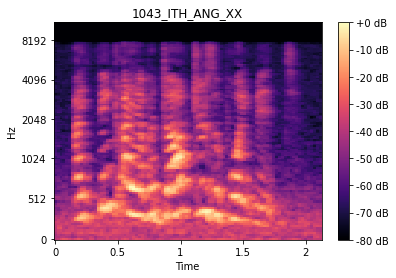 1043_ITH_ANG_XX
+0 dB
8192
-10 dB
4096
-20 dB
-30 dB
2048
Hz
-40 dB
1024
-50 dB
512
-60 dB
-70 dB
0
-80 dB
0
0.5
1
1.5
2
Time